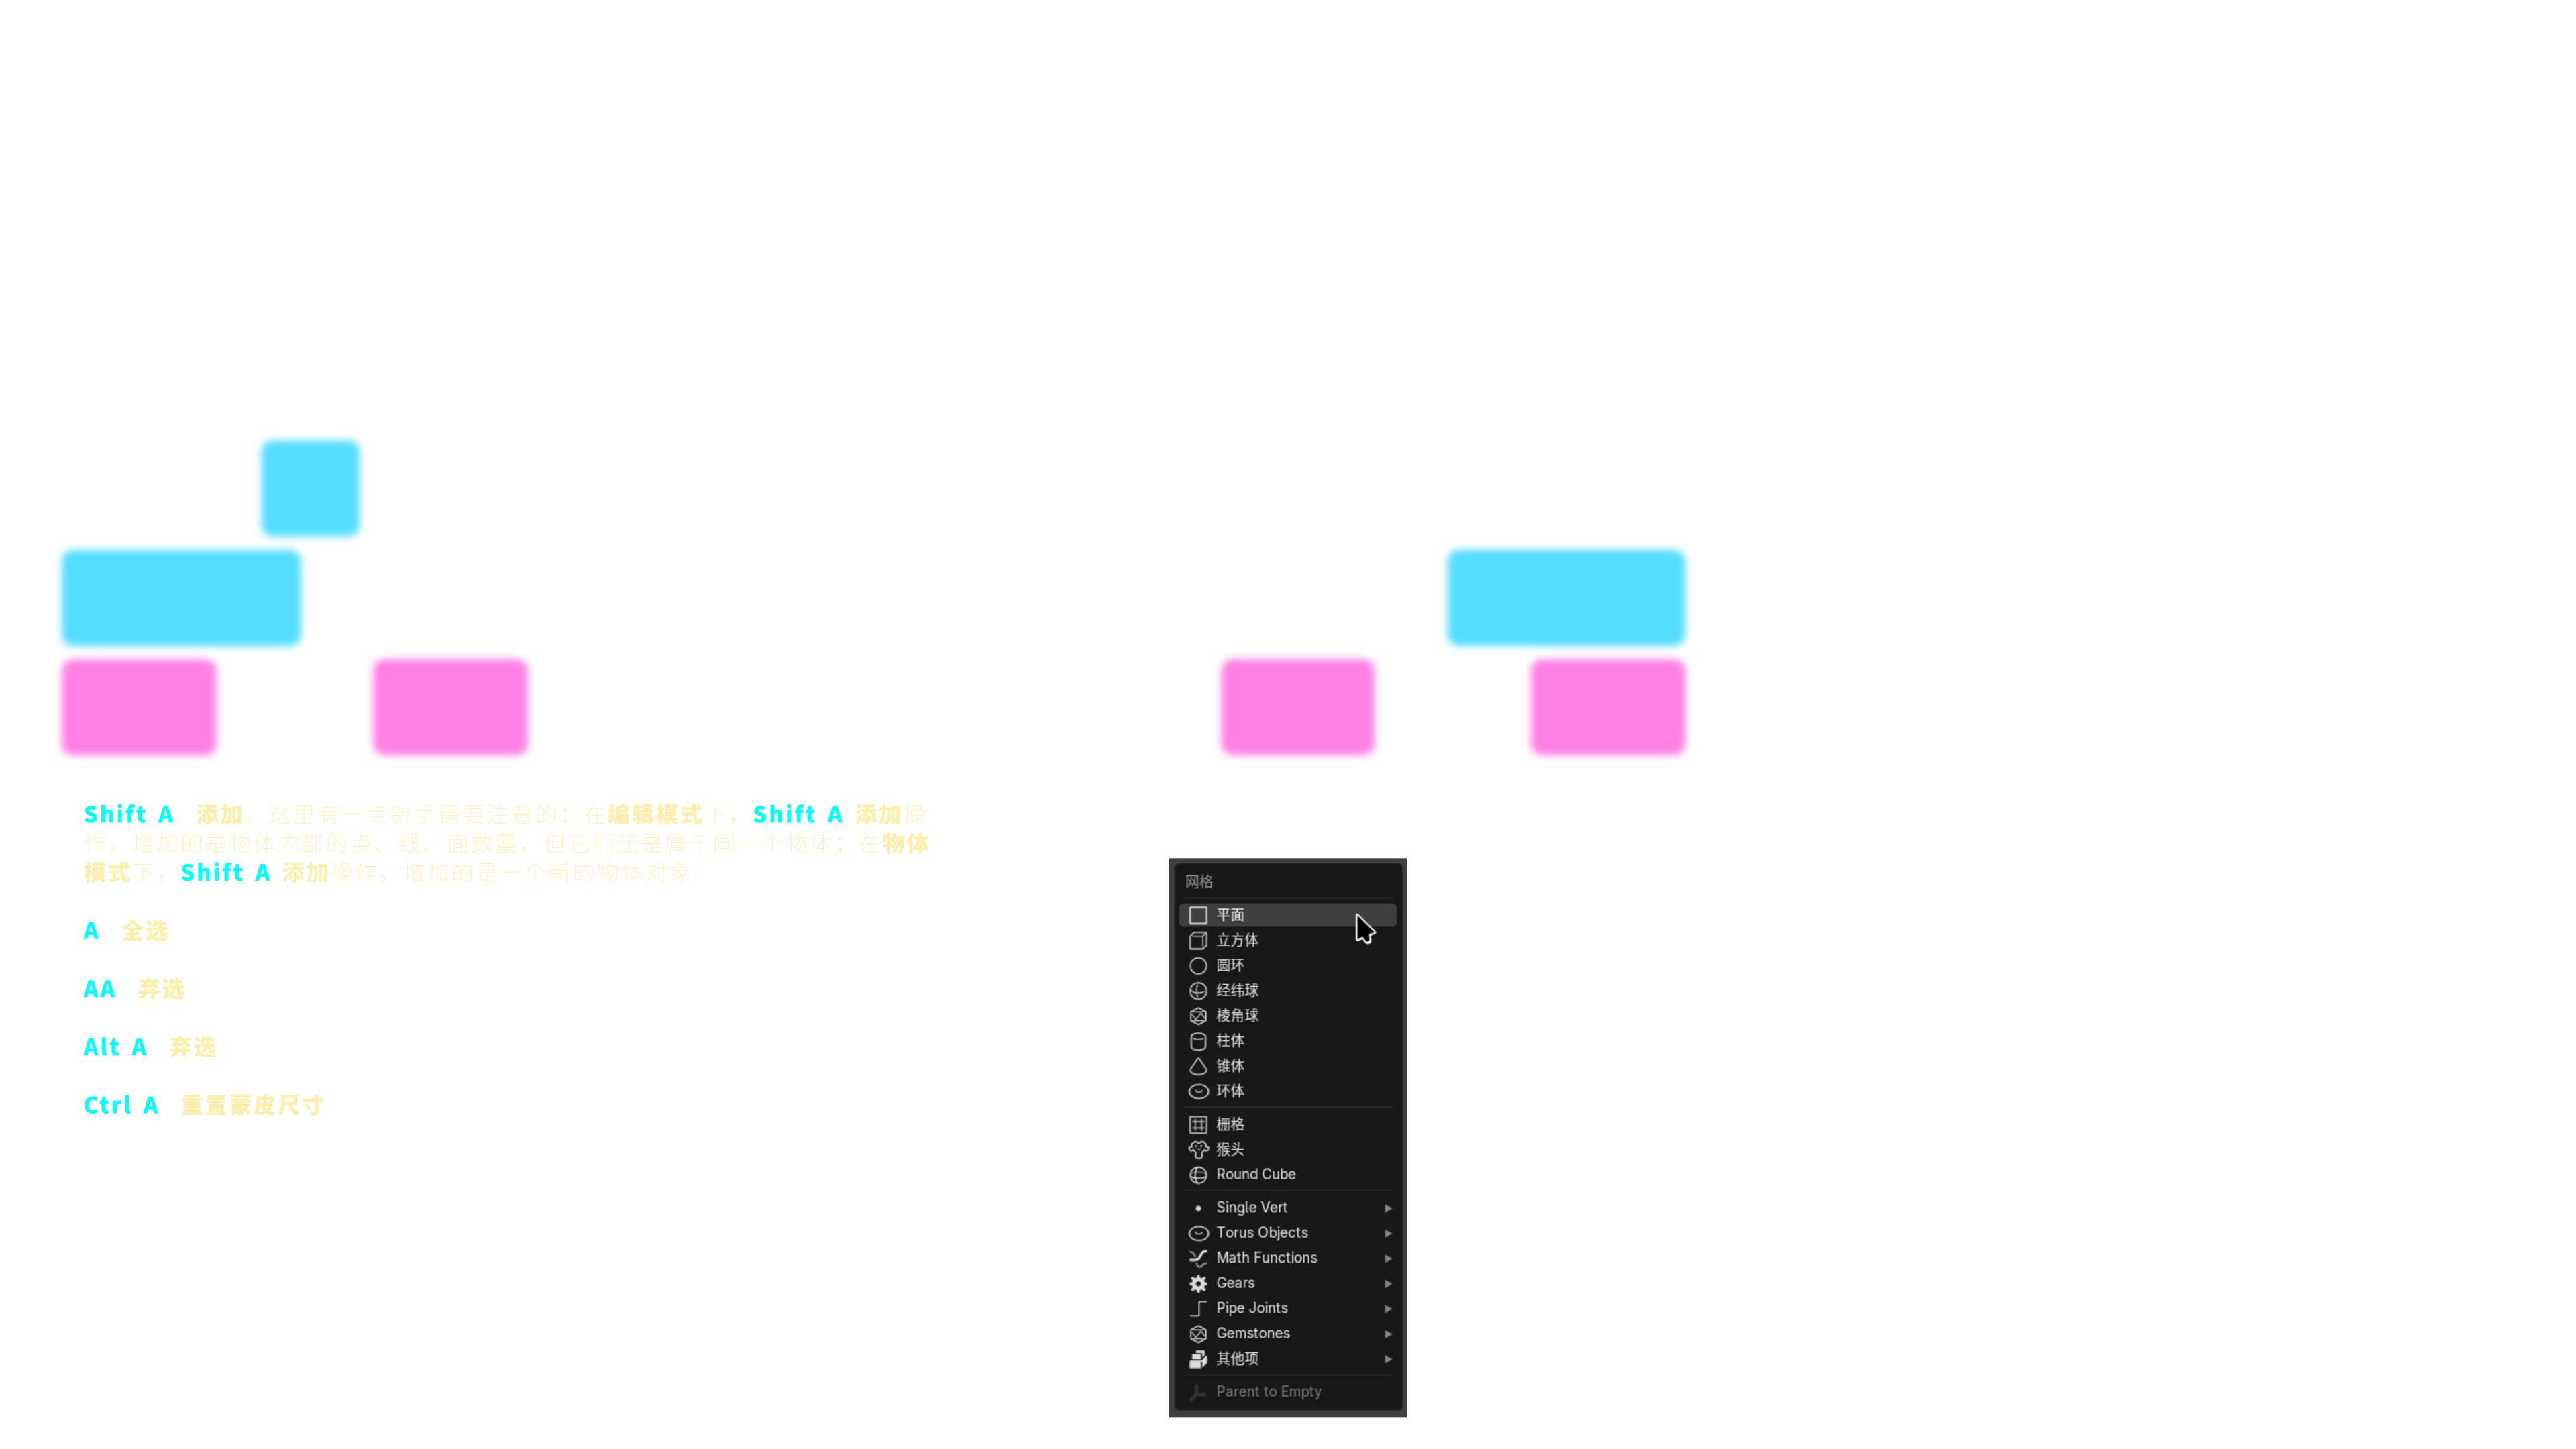 Shift A 添加。这里有一点新手需要注意的：在编辑模式下，Shift A 添加操
作，增加的是物体内部的点、线、面数量，但它们还是属于同一个物体；在物体
模式下，Shift A 添加操作，增加的是一个新的物体对象
A 全选
AA 弃选
Alt A 弃选
Ctrl A 重置蒙皮尺寸
网格
平面
立方体
圆环
经纬球
棱角球
柱体
锥体
环体
栅格
猴头
Round Cube
Single Vert
Torus Objects
Math Functions
Gears
Pipe Joints
Gemstones
其他项
Parent to Empty